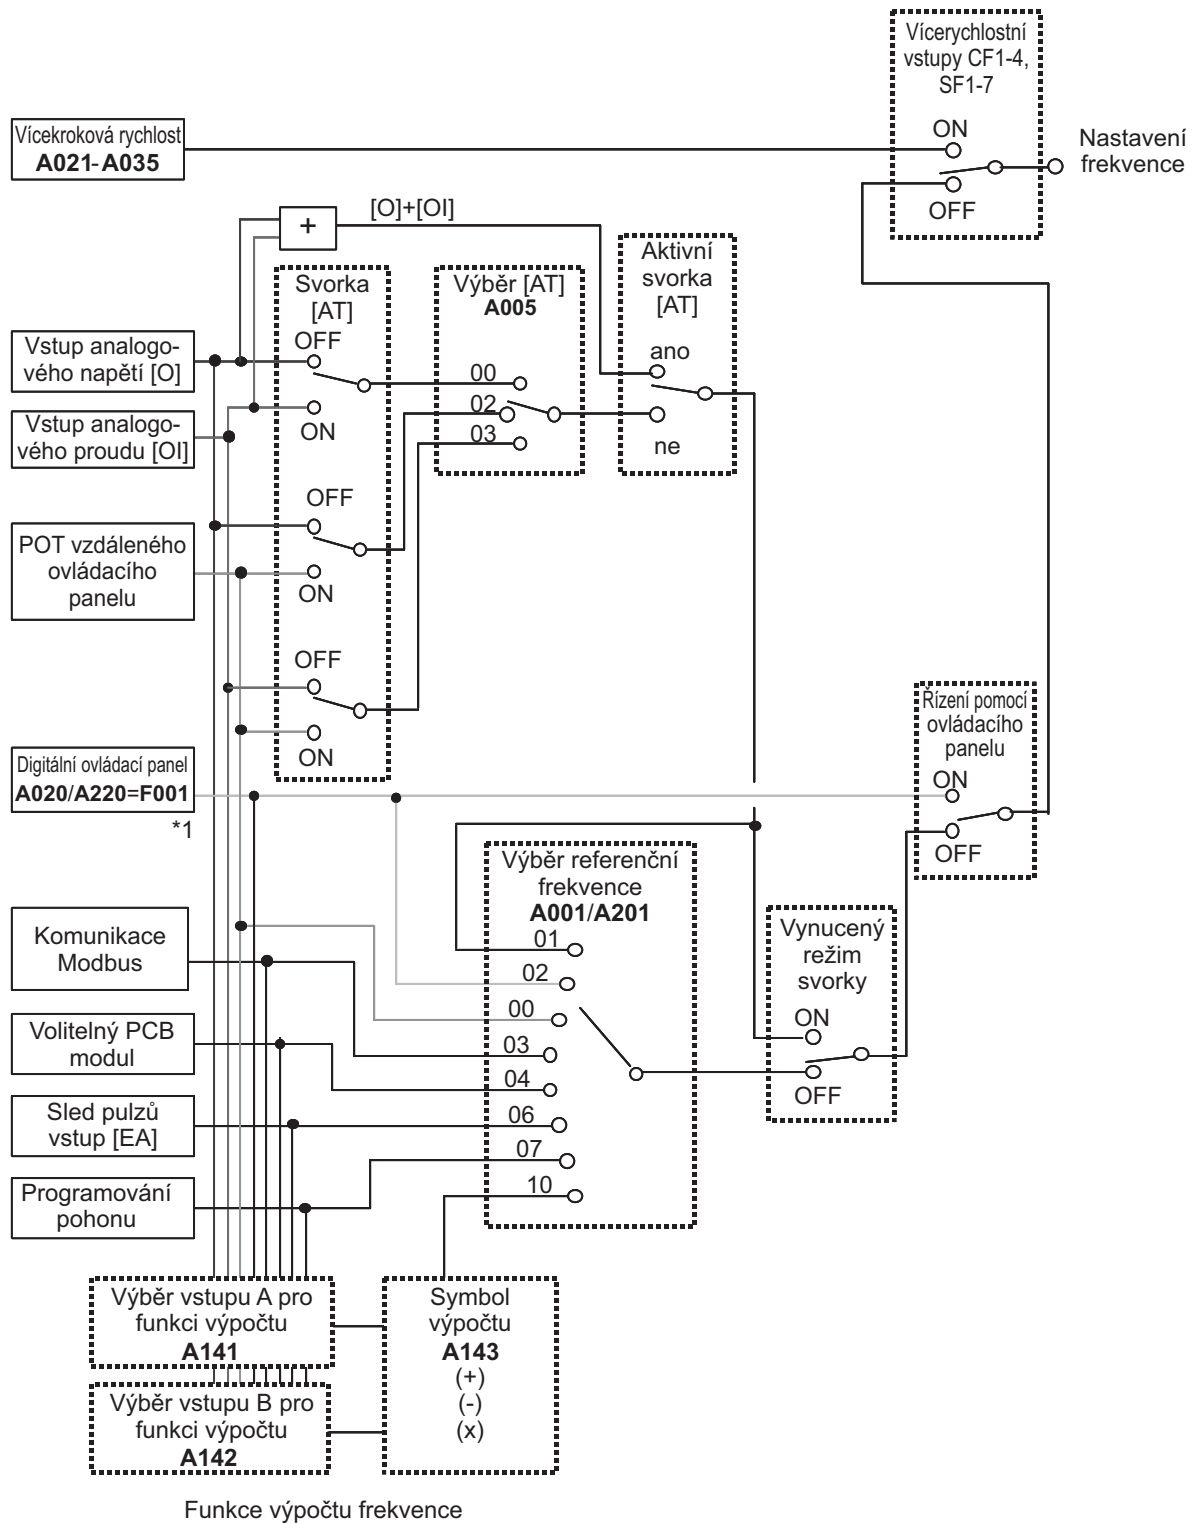 Vícerychlostní
vstupy CF1-4,
SF1-7
ON
OFF
Nastavení
frekvence
Vícekroková rychlost
A021-A035
+
[O]+[OI]
Svorka
[AT]
OFF
ON
OFF
ON
OFF
ON
Výběr [AT]
A005
00
02
03
Aktivní
svorka
[AT]
ano
ne
Vstup analogo-
vého napětí [O]
Vstup analogo-
vého proudu [OI]
POT vzdáleného
ovládacího
panelu
Digitální ovládací panel
A020/A220=F001
*1
Řízení pomocí
ovládacího
panelu
ON
OFF
Výběr referenční
frekvence
A001/A201
01
02
00
03
04
06
07
10
Vynucený
režim
svorky
ON
OFF
Komunikace
Modbus
Volitelný PCB
modul
Sled pulzů
vstup [EA]
Programování
pohonu
Výběr vstupu A pro
funkci výpočtu
A141
Výběr vstupu B pro
funkci výpočtu
A142
Symbol
výpočtu
A143
(+)
(-)
(x)
Funkce výpočtu frekvence